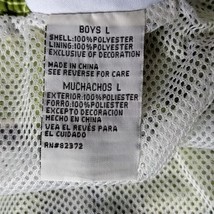 BOYS L
SHELL:100%POLYESTER
LINING:100%POLYESTER
EXCLUSIVE OF DECORATION
MADE IN CHINA
SEE REVERSE FOR CARE
MUCHACHOS L
EXTERIOR:100%POLIESTER
FORRO:100%POLIESTER
EXCEPTO DECORACION
HECHO EN CHINA
VEA EL REVES PARA
EL CUIDADO
RN#82372